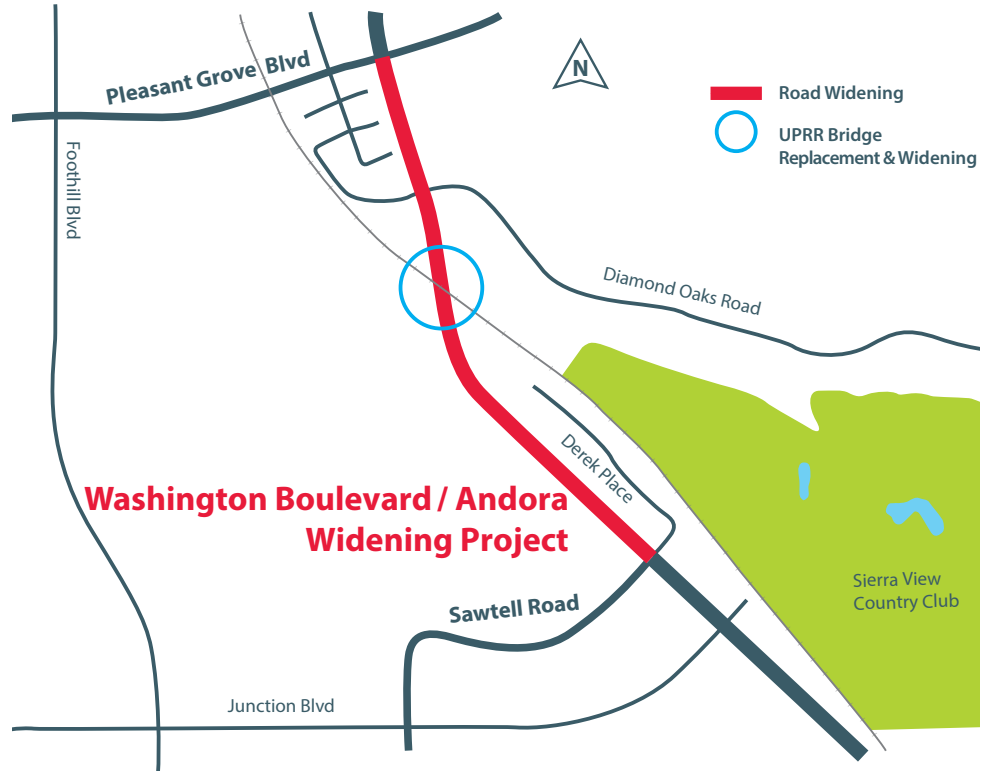 Pleasant Grove Blvd
N
Road Widening
UPRR Bridge
Replacement & Widening
Foothill Blvd
Diamond Oaks Road
Derek Place
Washington Boulevard / Andora
Widening Project
Sierra View
Country Club
Sawtell Road
Junction Blvd